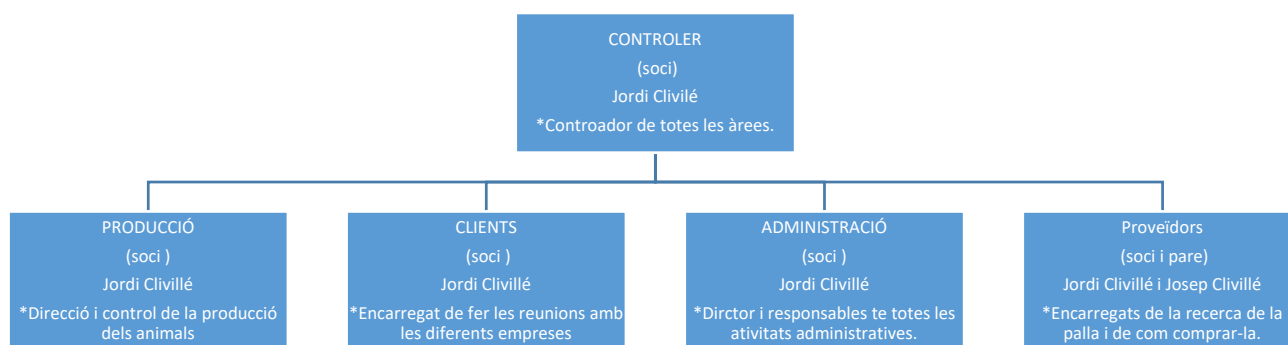 CONTROLER
(soci)
Jordi Clivilé
*Controador de totes les àrees.
PRODUCCIÓ
(soci )
Jordi Clivillé
*Direcció i control de la producció
dels animals
CLIENTS
(soci )
Jordi Clivillé
*Encarregat de fer les reunions amb
les diferents empreses
ADMINISTRACIÓ
(soci )
Jordi Clivillé
*Dirctor i responsables te totes les
ativitats administratives.
Proveïdors
(soci i pare)
Jordi Clivillé i Josep Clivillé
*Encarregats de la recerca de la
palla i de com comprar-la.